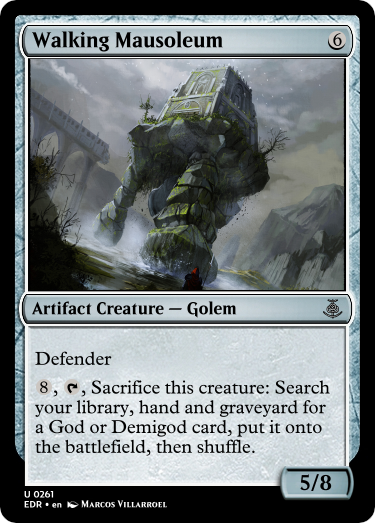 Walking Mausoleum 6
Artifact Creature — Golem
Defender
8, , Sacrifice this creature: Search
your library, hand and graveyard for
a God or Demigod card, put it onto
the battlefield, then shuffle.
5/8
U 0261
EDR • en Marcos Villarroel